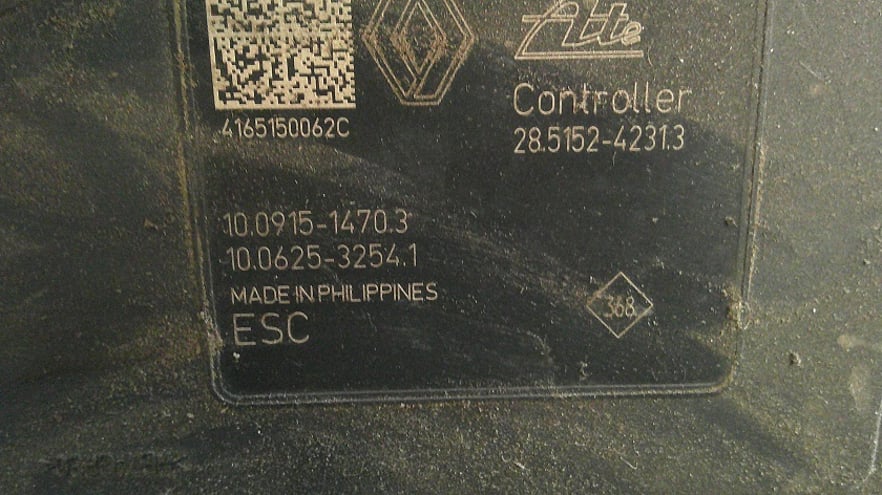 Ate
Controller
4165150062C
28.5152-4231.3
10.0915-1470.3
10.0625-3254.1
MADE IN PHILIPPINES
368
ESC